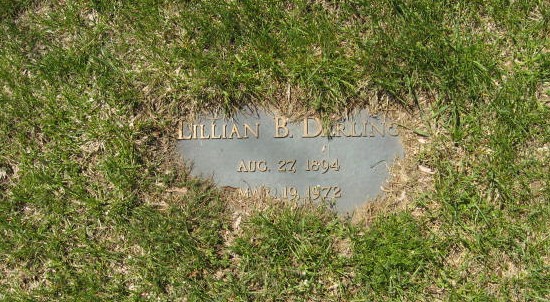 LILLIAN B. DARLING
AUG. 27, 1894
MAR. 19, 1972